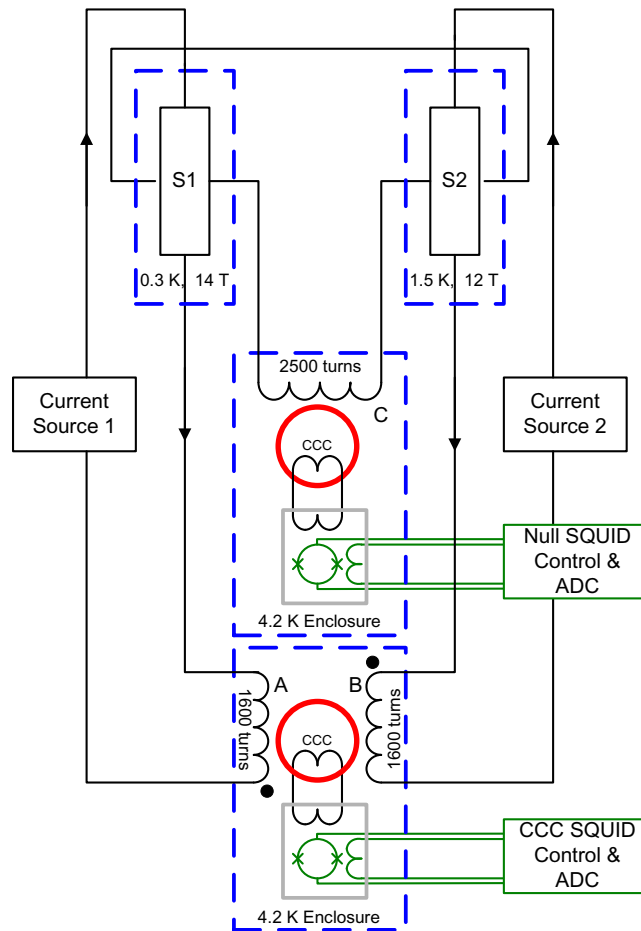 S1
S2
0.3 K, 14 T
1.5 K, 12 T
2500 turns
C
Current
Source 1
Current
Source 2
CCC
Null SQUID
Control &
ADC
4.2 K Enclosure
A
B
1600 turns
1600 turns
CCC
CCC SQUID
Control &
ADC
4.2 K Enclosure